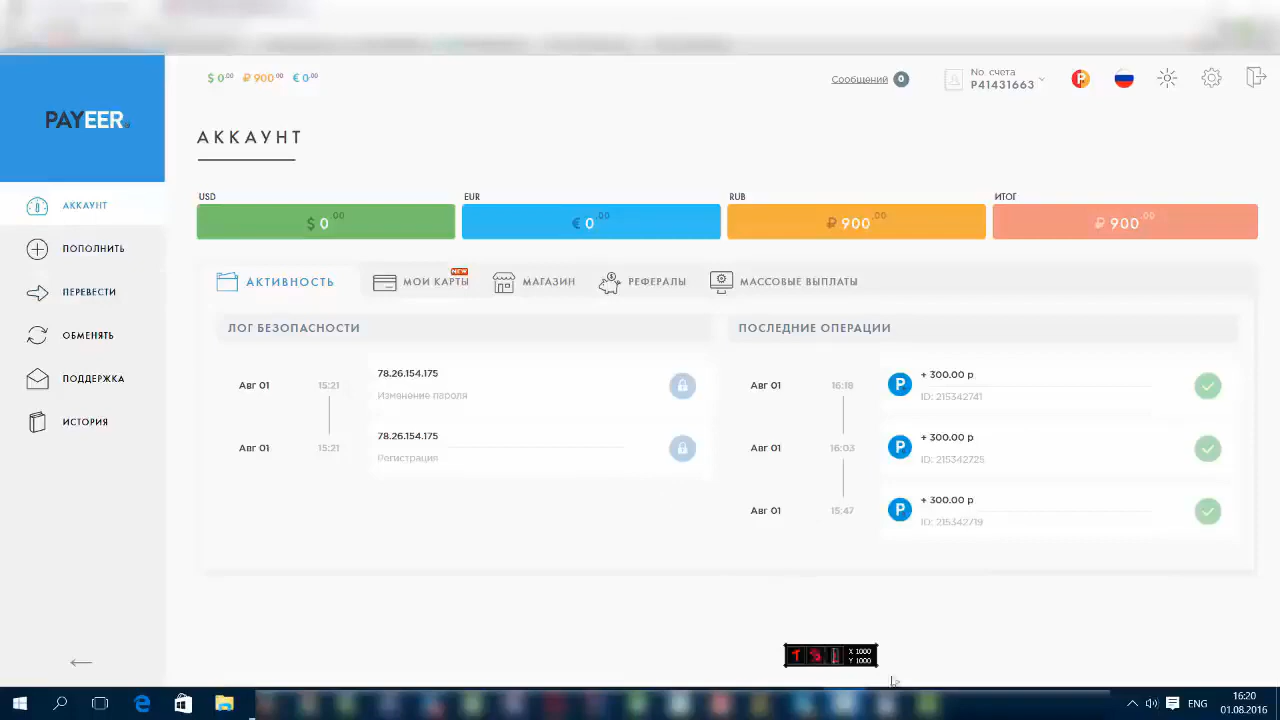 $ 0.00 ₽ 900.00 € 0.00
Сообщений 0
No. счета
P41431663
PAYEER
АККАУНТ
АККАУНТ
ПОПОЛНИТЬ
ПЕРЕВЕСТИ
ОБМЕНЯТЬ
ПОДДЕРЖКА
ИСТОРИЯ
USD EUR RUB ИТОГ
$ 0.00 € 0.00 ₽ 900.00 ₽ 900.00
АКТИВНОСТЬ МОИ КАРТЫ NEW МАГАЗИН РЕФЕРАЛЫ МАССОВЫЕ ВЫПЛАТЫ
ЛОГ БЕЗОПАСНОСТИ
Авг 01 15:21 78.26.154.175
Изменение пароля
Авг 01 15:21 78.26.154.175
Регистрация
ПОСЛЕДНИЕ ОПЕРАЦИИ
Авг 01 16:18 P + 300.00 р
ID: 215342741
Авг 01 16:03 P + 300.00 р
ID: 215342725
Авг 01 15:47 P + 300.00 р
ID: 215342719
X 1000
Y 1000
ENG
16:20
01.08.2016